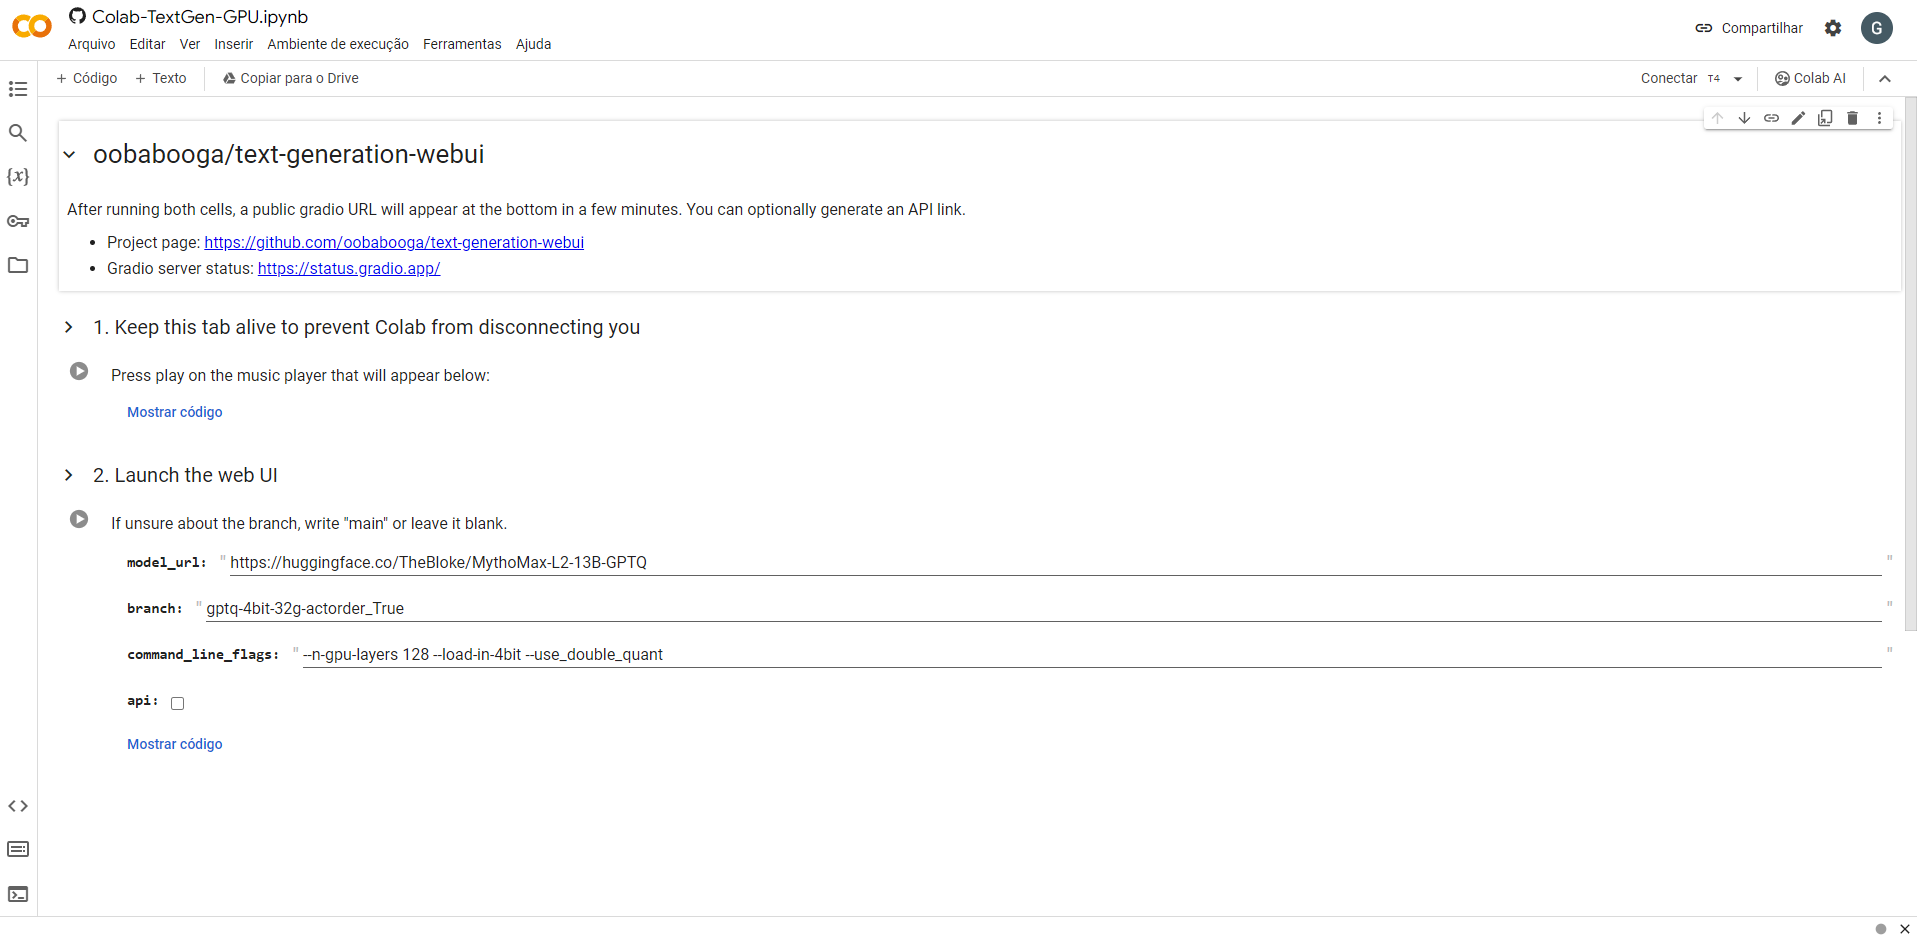 Colab-TextGen-GPU.ipynb
Arquivo Editar Ver Inserir Ambiente de execução Ferramentas Ajuda
Compartilhar
G
+ Código + Texto Copiar para o Drive
Conectar T4 Colab AI
{x}
oobabooga/text-generation-webui
After running both cells, a public gradio URL will appear at the bottom in a few minutes. You can optionally generate an API link.
• Project page: https://github.com/oobabooga/text-generation-webui
• Gradio server status: https://status.gradio.app/
1. Keep this tab alive to prevent Colab from disconnecting you
Press play on the music player that will appear below:
Mostrar código
2. Launch the web UI
If unsure about the branch, write "main" or leave it blank.
model_url: "https://huggingface.co/TheBloke/MythoMax-L2-13B-GPTQ"
branch: "gptq-4bit-32g-actorder_True"
command_line_flags: "--n-gpu-layers 128 --load-in-4bit --use_double_quant"
api:
Mostrar código